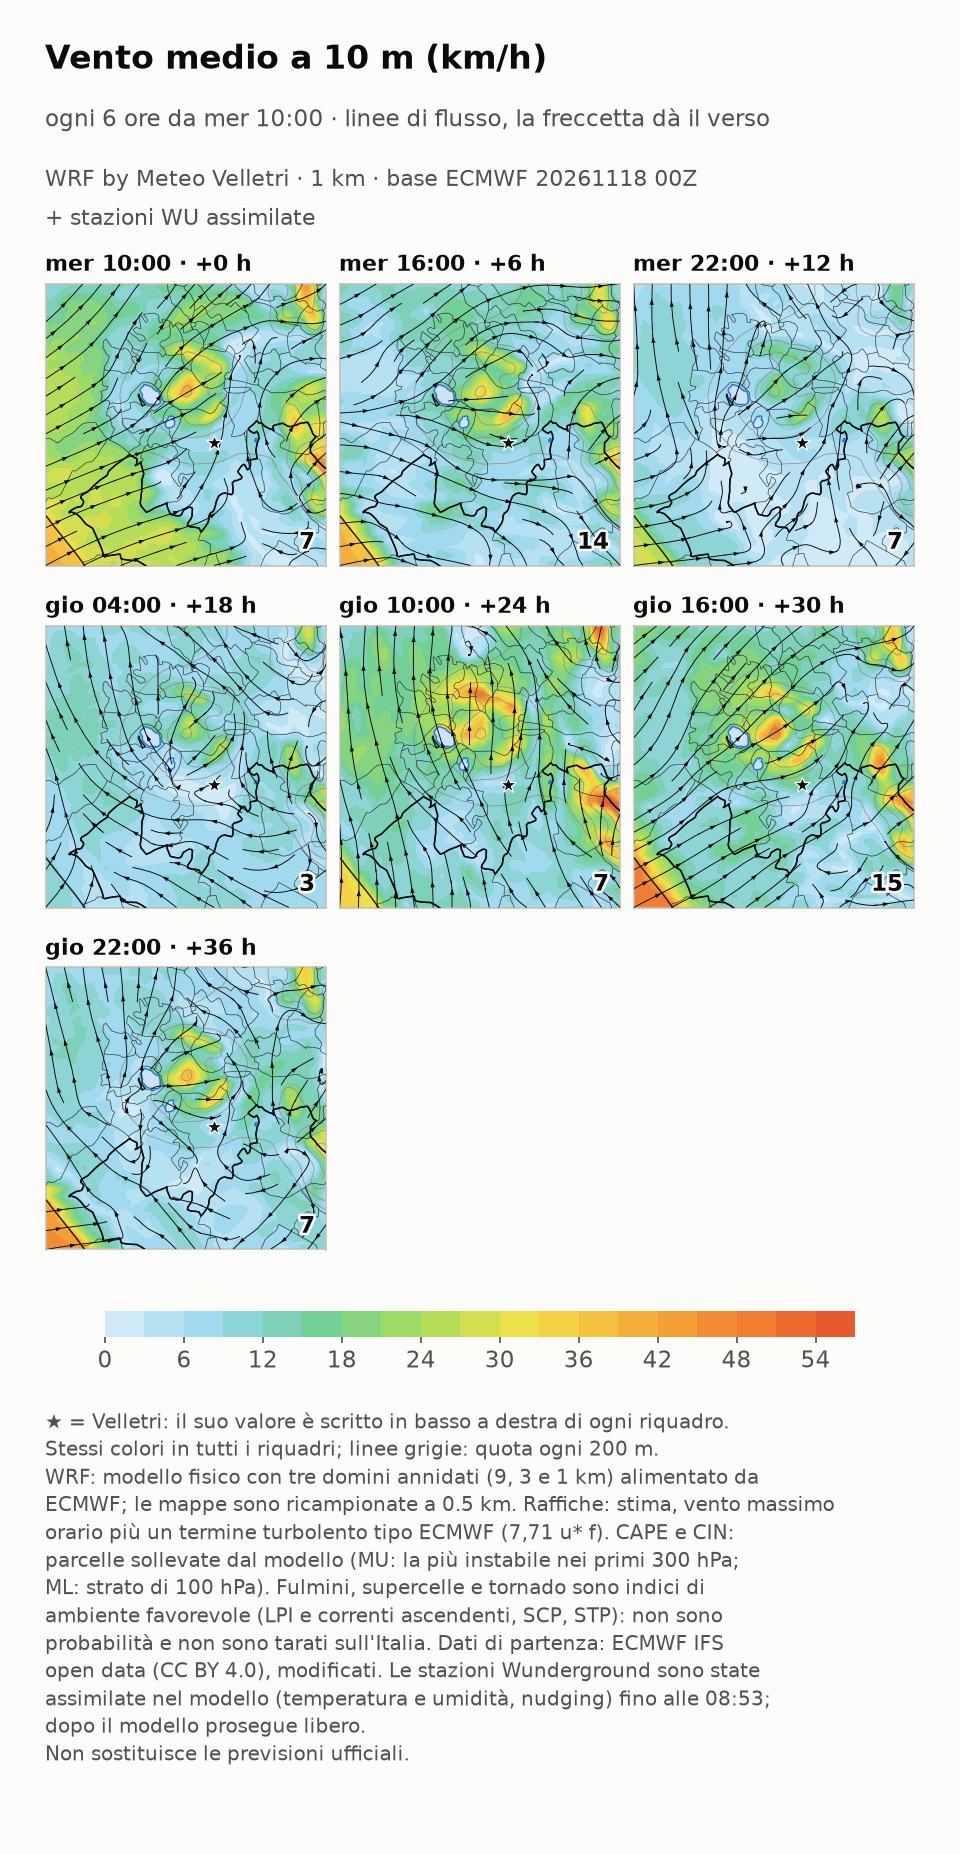 Vento medio a 10 m (km/h)
ogni 6 ore da mer 10:00 · linee di flusso, la freccetta dà il verso
WRF by Meteo Velletri · 1 km · base ECMWF 20261118 00Z
+ stazioni WU assimilate
mer 10:00 · +0 h
mer 16:00 · +6 h
mer 22:00 · +12 h
7
14
7
gio 04:00 · +18 h
gio 10:00 · +24 h
gio 16:00 · +30 h
3
7
15
gio 22:00 · +36 h
7
0 6 12 18 24 30 36 42 48 54
★ = Velletri: il suo valore è scritto in basso a destra di ogni riquadro.
Stessi colori in tutti i riquadri; linee grigie: quota ogni 200 m.
WRF: modello fisico con tre domini annidati (9, 3 e 1 km) alimentato da
ECMWF; le mappe sono ricampionate a 0.5 km. Raffiche: stima, vento massimo
orario più un termine turbolento tipo ECMWF (7,71 u* f). CAPE e CIN:
parcelle sollevate dal modello (MU: la più instabile nei primi 300 hPa;
ML: strato di 100 hPa). Fulmini, supercelle e tornado sono indici di
ambiente favorevole (LPI e correnti ascendenti, SCP, STP): non sono
probabilità e non sono tarati sull'Italia. Dati di partenza: ECMWF IFS
open data (CC BY 4.0), modificati. Le stazioni Wunderground sono state
assimilate nel modello (temperatura e umidità, nudging) fino alle 08:53;
dopo il modello prosegue libero.
Non sostituisce le previsioni ufficiali.